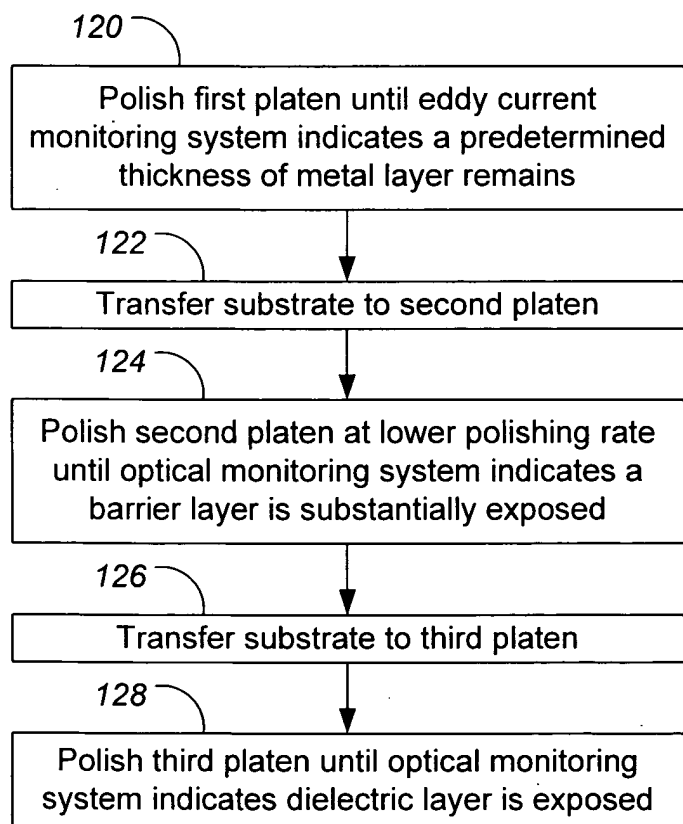 120
Polish first platen until eddy current
monitoring system indicates a predetermined
thickness of metal layer remains
122
Transfer substrate to second platen
124
Polish second platen at lower polishing rate
until optical monitoring system indicates a
barrier layer is substantially exposed
126
Transfer substrate to third platen
128
Polish third platen until optical monitoring
system indicates dielectric layer is exposed